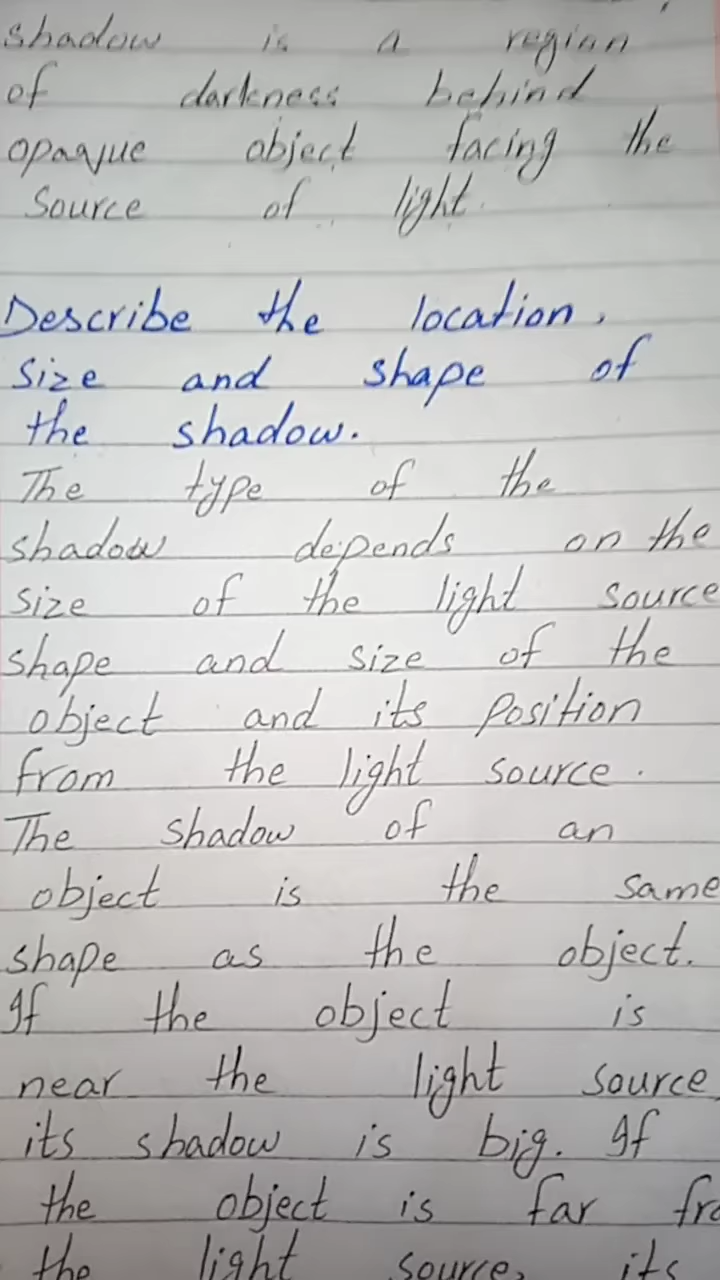 shadow is a region
of darkness behind
opaque object facing the
source of light.
Describe the location,
size and shape of
the shadow.
The type of the
shadow depends on the
size of the light source
shape and size of the
object and its position
from the light source.
The shadow of an
object is the same
shape as the object.
If the object is
near the light source
its shadow is big. If
the object is far fro
the light source, its